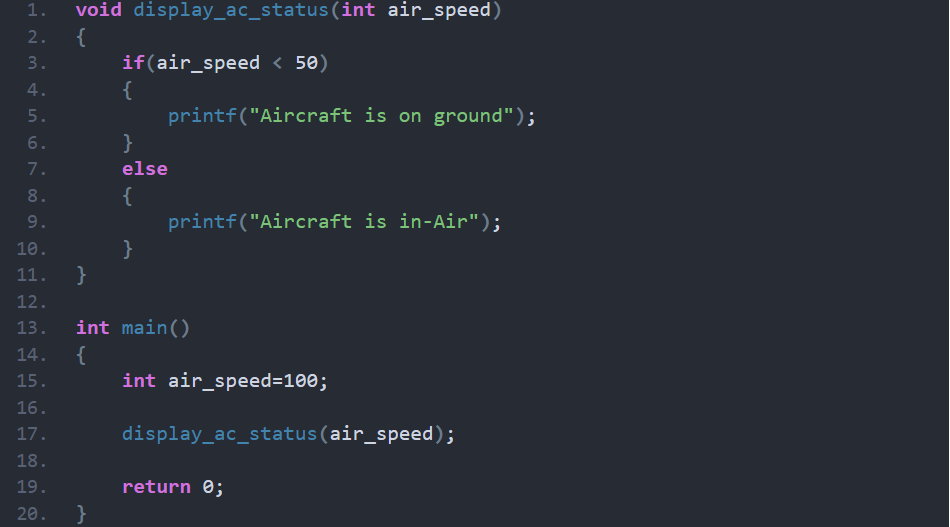 1. void display_ac_status(int air_speed)
2. {
3.     if(air_speed < 50)
4.     {
5.         printf("Aircraft is on ground");
6.     }
7.     else
8.     {
9.         printf("Aircraft is in-Air");
10.     }
11. }
12.
13. int main()
14. {
15.     int air_speed=100;
16.
17.     display_ac_status(air_speed);
18.
19.     return 0;
20. }